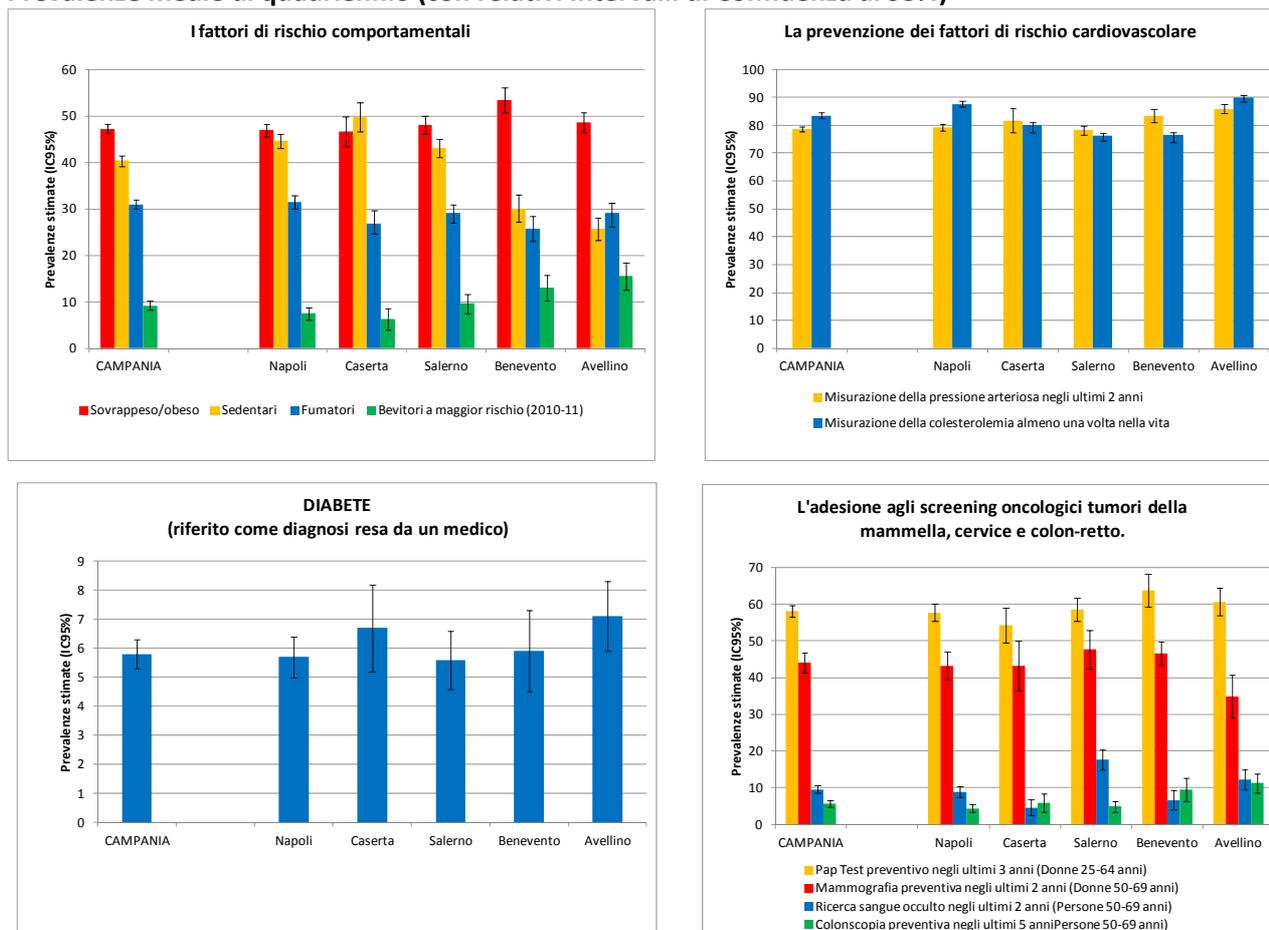 I fattori di rischio comportamentali
60
50
40
30
20
10
0
Prevalenze stimate (IC95%)
CAMPANIA Napoli Caserta Salerno Benevento Avellino
Sovrappeso/obeso Sedentari Fumatori Bevitori a maggior rischio (2010-11)
La prevenzione dei fattori di rischio cardiovascolare
100
90
80
70
60
50
40
30
20
10
0
Prevalenze stimate (IC95%)
CAMPANIA Napoli Caserta Salerno Benevento Avellino
Misurazione della pressione arteriosa negli ultimi 2 anni
Misurazione della colesterolemia almeno una volta nella vita
DIABETE
(riferito come diagnosi resa da un medico)
9
8
7
6
5
4
3
2
1
0
Prevalenze stimate (IC95%)
CAMPANIA Napoli Caserta Salerno Benevento Avellino
L'adesione agli screening oncologici tumori della
mammella, cervice e colon-retto.
70
60
50
40
30
20
10
0
Prevalenze stimate (IC95%)
CAMPANIA Napoli Caserta Salerno Benevento Avellino
Pap Test preventivo negli ultimi 3 anni (Donne 25-64 anni)
Mammografia preventiva negli ultimi 2 anni (Donne 50-69 anni)
Ricerca sangue occulto negli ultimi 2 anni (Persone 50-69 anni)
Colonscopia preventiva negli ultimi 5 anniPersone 50-69 anni)